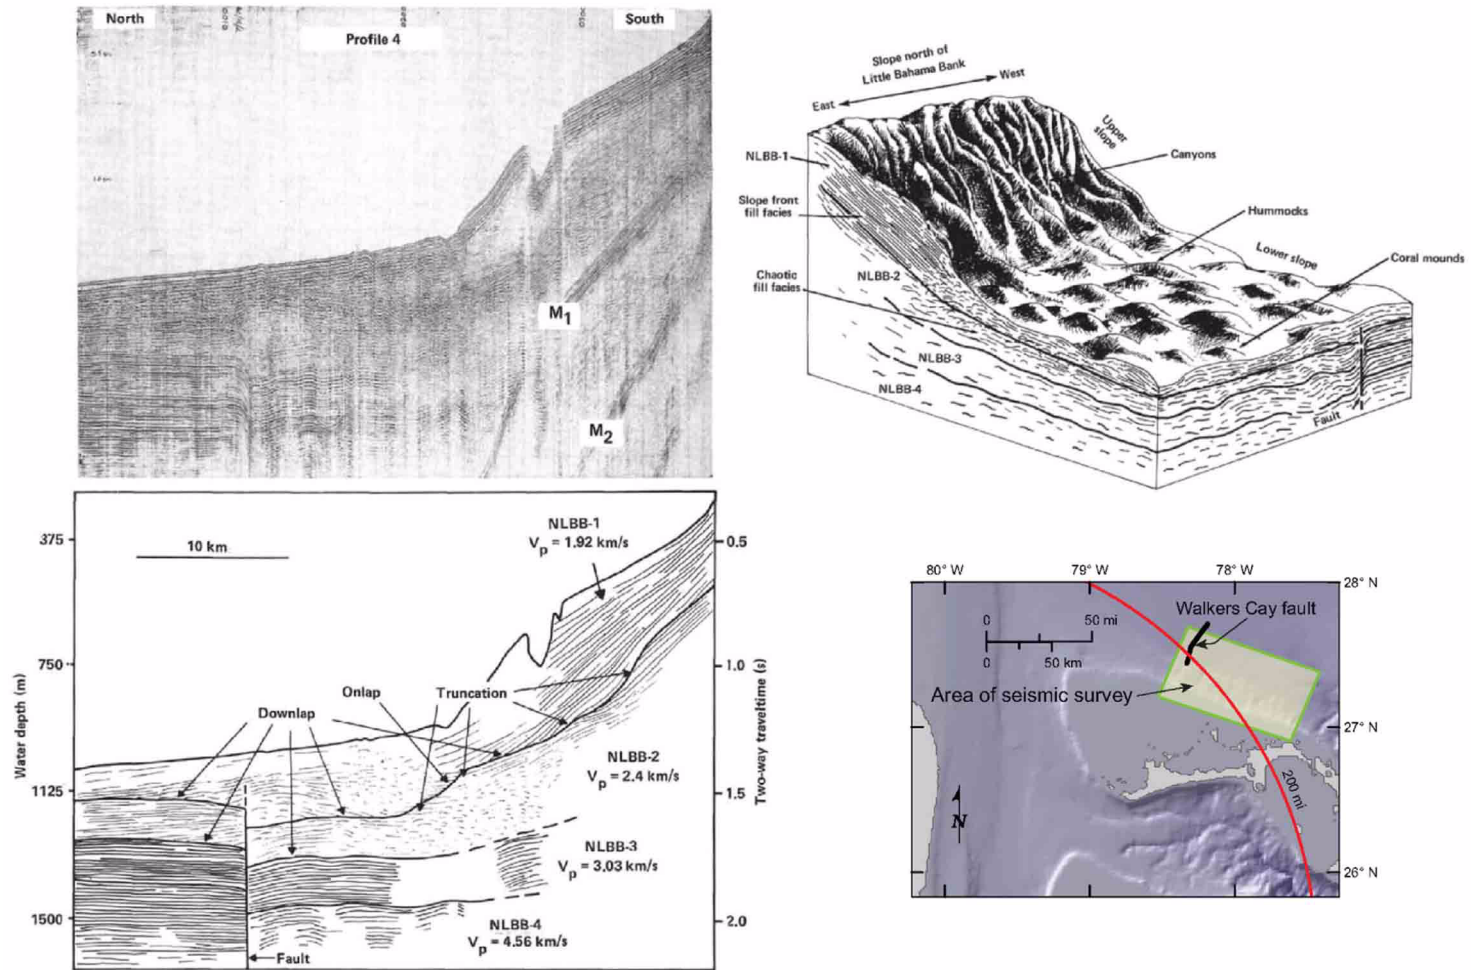 North
South
Profile 4
M1
M2
Slope north of
Little Bahama Bank
East
West
Upper
slope
NLBB-1
Canyons
Slope front
fill facies
Hummocks
Lower slope
Coral mounds
Chaotic
fill facies
NLBB-2
NLBB-3
NLBB-4
Fault
NLBB-1
Vp = 1.92 km/s
375
10 km
0.5
750
1.0
Water depth (m)
Two-way traveltime (s)
Onlap
Truncation
Downlap
NLBB-2
Vp = 2.4 km/s
1125
1.5
NLBB-3
Vp = 3.03 km/s
1500
2.0
NLBB-4
Vp = 4.56 km/s
Fault
80° W
79° W
78° W
28° N
Walkers Cay fault
0
50 mi
0
50 km
Area of seismic survey
27° N
200 mi
N
26° N